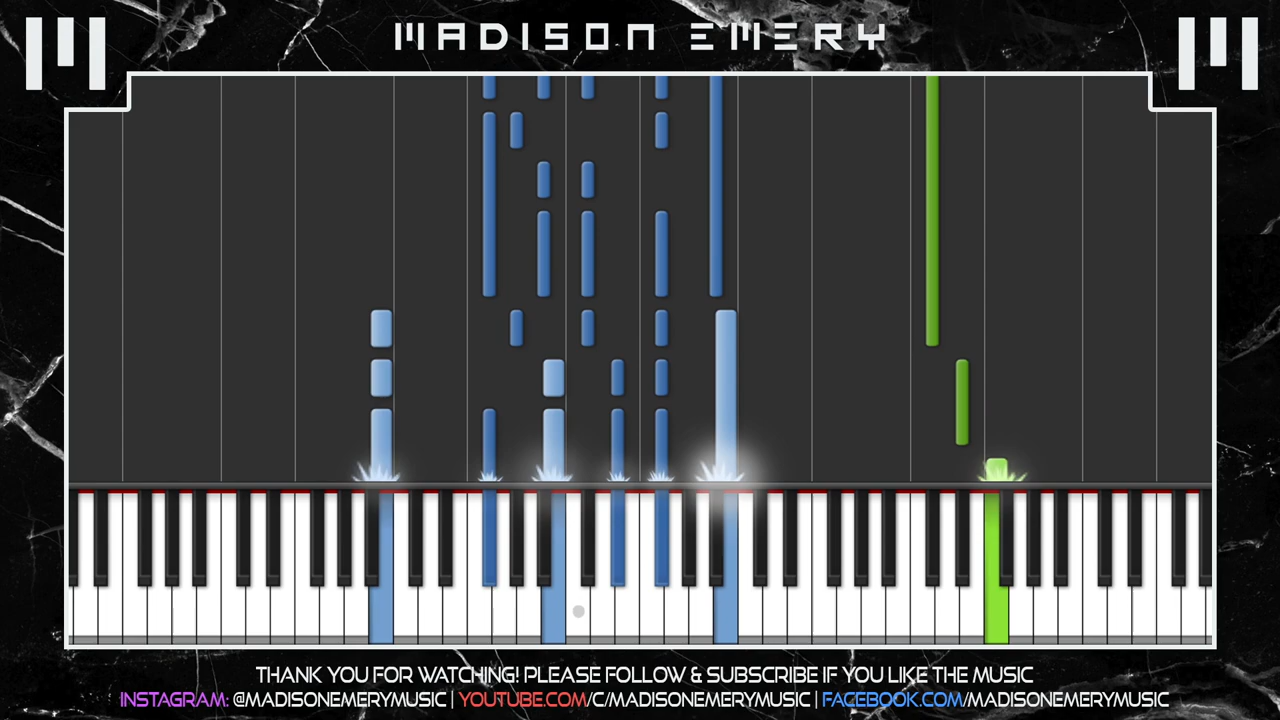 MADISON EMERY
THANK YOU FOR WATCHING! PLEASE FOLLOW & SUBSCRIBE IF YOU LIKE THE MUSIC
INSTAGRAM: @MADISONEMERYMUSIC | YOUTUBE.COM/C/MADISONEMERYMUSIC | FACEBOOK.COM/MADISONEMERYMUSIC